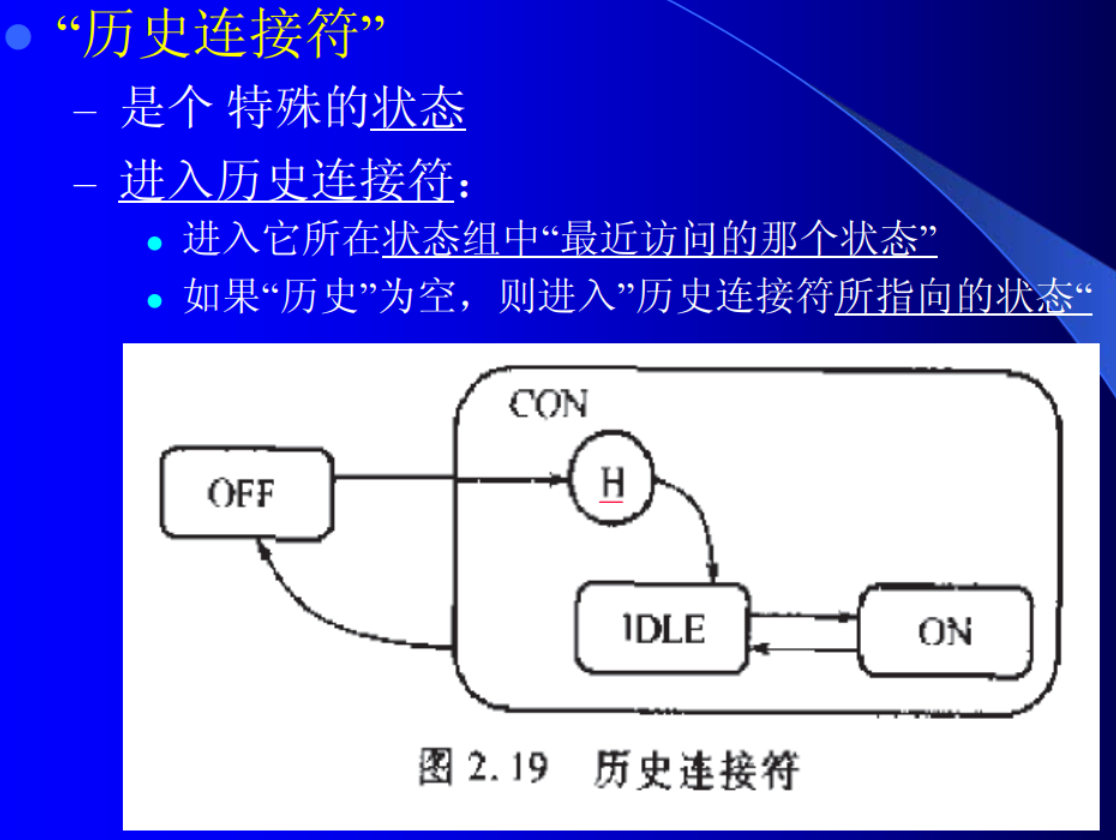 “历史连接符”
– 是个 特殊的状态
– 进入历史连接符：
进入它所在状态组中“最近访问的那个状态”
如果“历史”为空，则进入”历史连接符所指向的状态“
CON
OFF
H
IDLE
ON
图 2.19 历史连接符